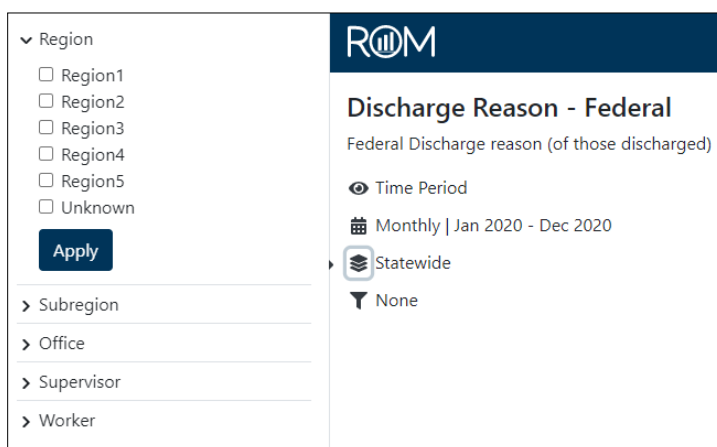 Region
Region1
Region2
Region3
Region4
Region5
Unknown
Apply
Subregion
Office
Supervisor
Worker
ROM
Discharge Reason - Federal
Federal Discharge reason (of those discharged)
Time Period
Monthly | Jan 2020 - Dec 2020
Statewide
None